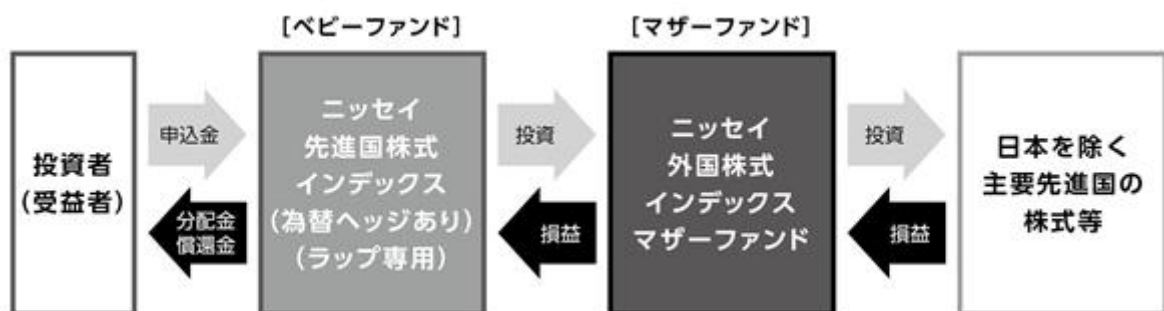 [ベビーファンド]
[マザーファンド]
投資者
(受益者)
申込金
分配金
償還金
ニッセイ
先進国株式
インデックス
(為替ヘッジあり)
(ラップ専用)
投資
損益
ニッセイ
外国株式
インデックス
マザーファンド
投資
損益
日本を除く
主要先進国の
株式等